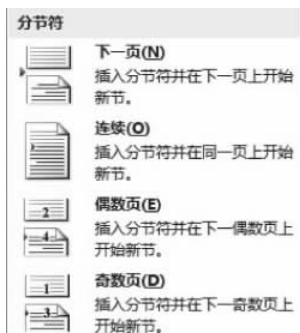 分节符
下一页(N)
插入分节符并在下一页上开始
新节。
连续(O)
插入分节符并在同一页上开始
新节。
2
4
偶数页(E)
插入分节符并在下一偶数页上
开始新节。
1
3
奇数页(D)
插入分节符并在下一奇数页上
开始新节。